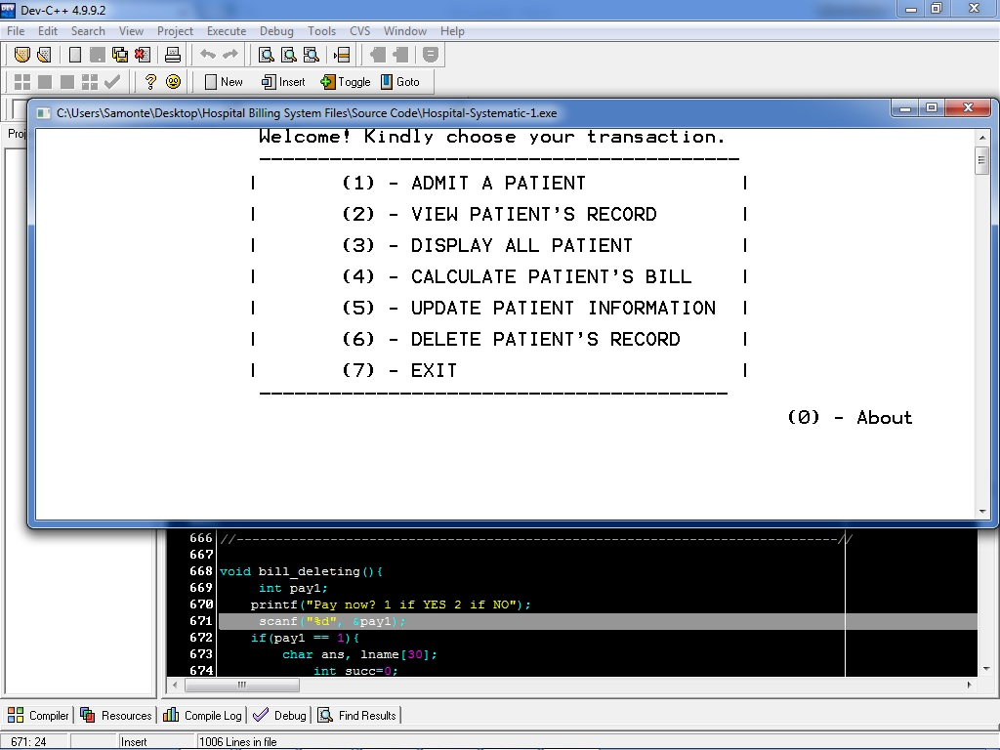 Dev-C++ 4.9.9.2
File Edit Search View Project Execute Debug Tools CVS Window Help
New Insert Toggle Goto
C:\Users\Samonte\Desktop\Hospital Billing System Files\Source Code\Hospital-Systematic-1.exe
Proj
Welcome! Kindly choose your transaction.
-----------------------------------------
| (1) - ADMIT A PATIENT |
| (2) - VIEW PATIENT'S RECORD |
| (3) - DISPLAY ALL PATIENT |
| (4) - CALCULATE PATIENT'S BILL |
| (5) - UPDATE PATIENT INFORMATION |
| (6) - DELETE PATIENT'S RECORD |
| (7) - EXIT |
----------------------------------------
(0) - About
666 //-----------------------------------------------------------------------------//
667
668 void bill_deleting(){
669 int pay1;
670 printf("Pay now? 1 if YES 2 if NO");
671 scanf("%d", &pay1);
672 if(pay1 == 1){
673 char ans, lname[30];
674 int succ=0;
Compiler Resources Compile Log Debug Find Results
671: 24 Insert 1006 Lines in file